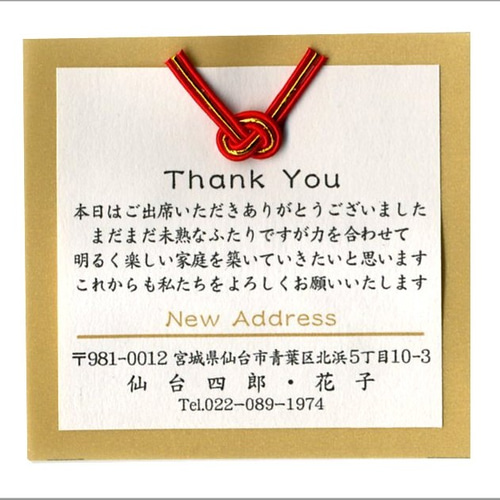 Thank You
本日はご出席いただきありがとうございました
まだまだ未熟なふたりですが力を合わせて
明るく楽しい家庭を築いていきたいと思います
これからも私たちをよろしくお願いいたします
New Address
〒981-0012 宮城県仙台市青葉区北浜5丁目10-3
仙台四郎・花子
Tel.022-089-1974